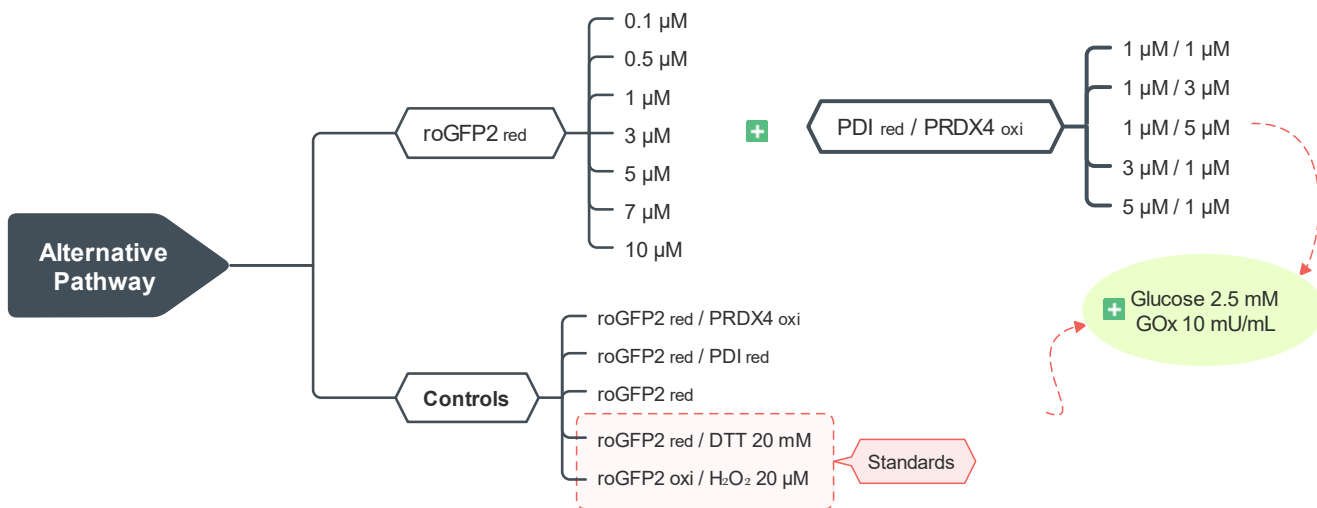 Alternative
Pathway
roGFP2 red
0.1 µM
0.5 µM
1 µM
3 µM
5 µM
7 µM
10 µM
PDI red / PRDX4 oxi
1 µM / 1 µM
1 µM / 3 µM
1 µM / 5 µM
3 µM / 1 µM
5 µM / 1 µM
Glucose 2.5 mM
GOx 10 mU/mL
Controls
roGFP2 red / PRDX4 oxi
roGFP2 red / PDI red
roGFP2 red
roGFP2 red / DTT 20 mM
roGFP2 oxi / H₂O₂ 20 µM
Standards